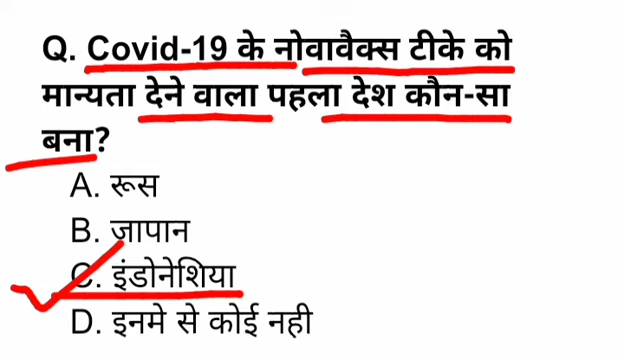 Q. Covid-19 के नोवावैक्स टीके को
मान्यता देने वाला पहला देश कौन-सा
बना?
A. रूस
B. जापान
C. इंडोनेशिया
D. इनमे से कोई नही